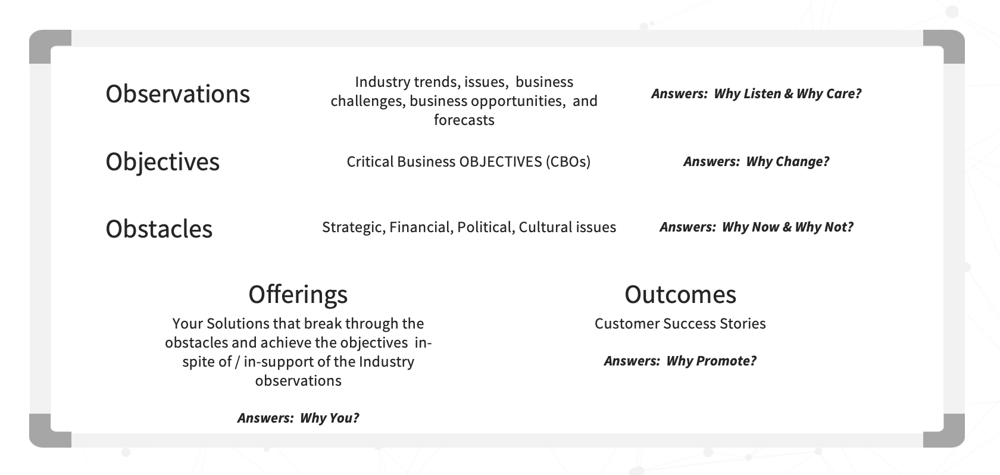 Observations
Industry trends, issues,  business
challenges, business opportunities,  and
forecasts
Answers:  Why Listen & Why Care?
Objectives
Critical Business OBJECTIVES (CBOs)
Answers:  Why Change?
Obstacles
Strategic, Financial, Political, Cultural issues
Answers:  Why Now & Why Not?
Offerings
Your Solutions that break through the
obstacles and achieve the objectives  in-
spite of / in-support of the Industry
observations
Answers:  Why You?
Outcomes
Customer Success Stories
Answers:  Why Promote?